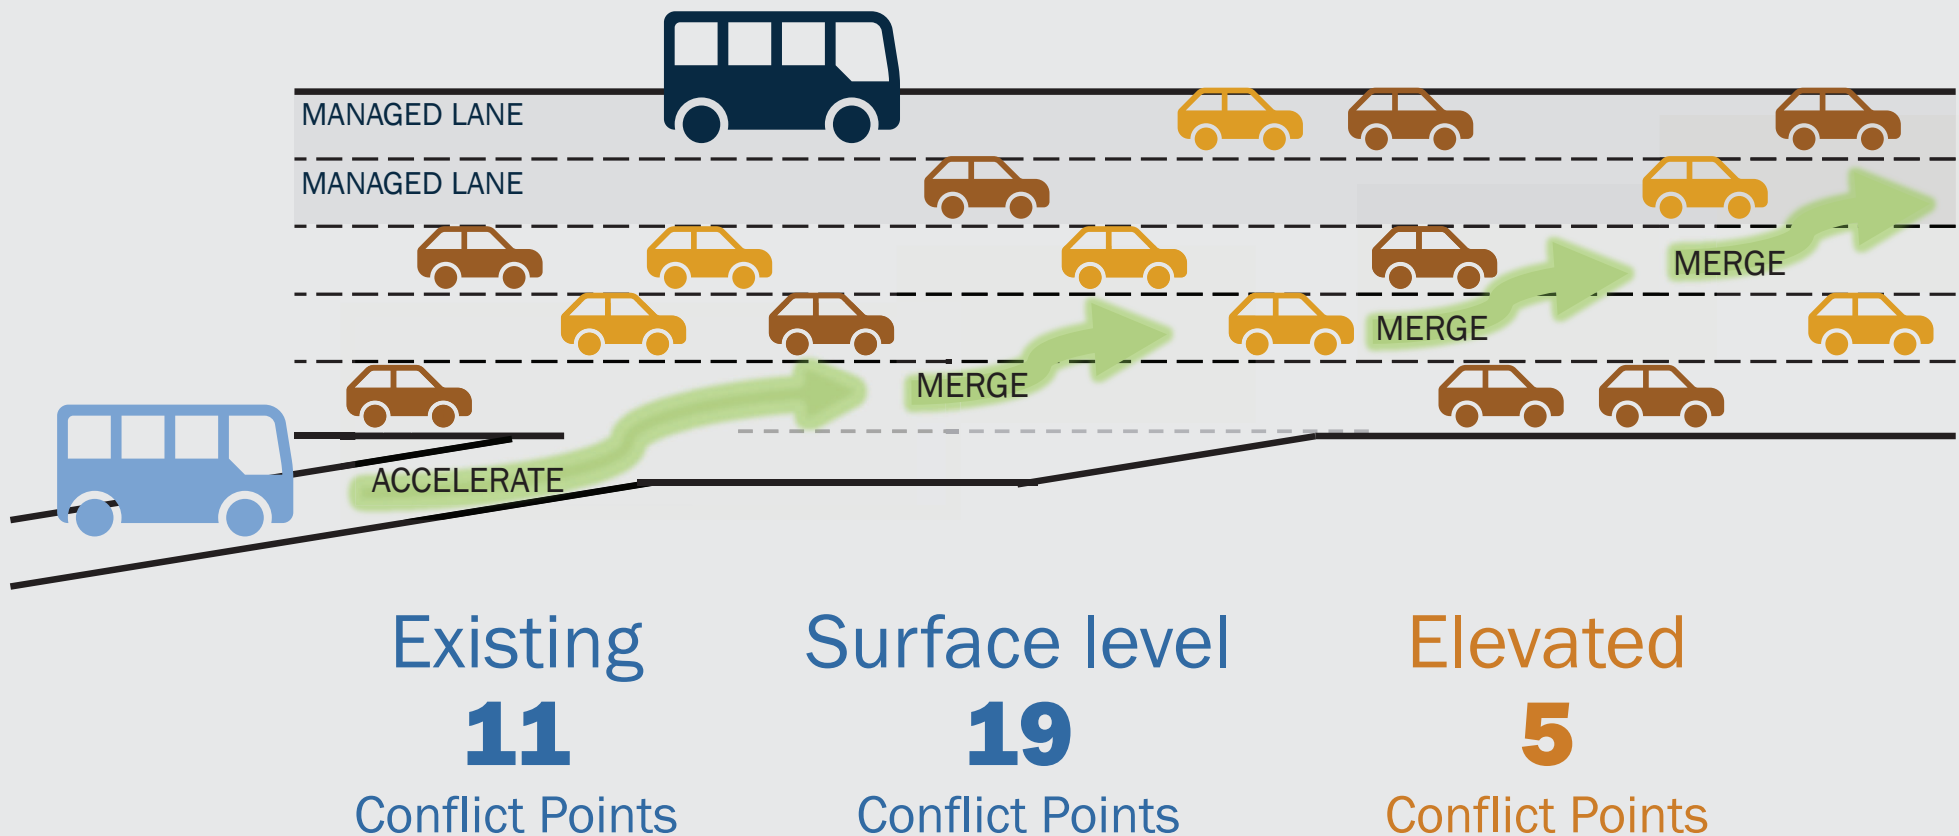 MANAGED LANE
MANAGED LANE
MERGE
MERGE
MERGE
ACCELERATE
Existing
11
Conflict Points
Surface level
19
Conflict Points
Elevated
5
Conflict Points